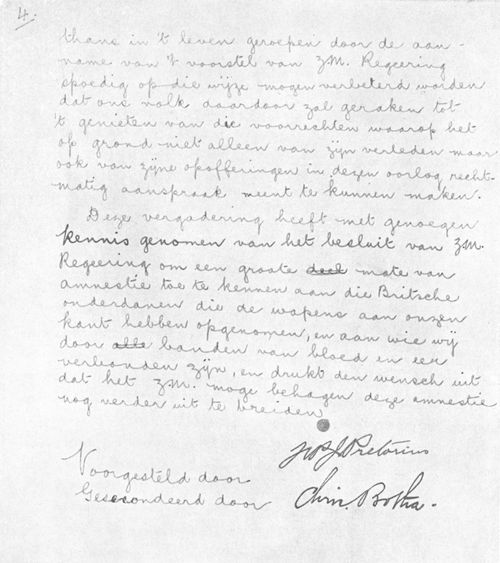 4.
thans in 't leven geroepen door de aan-
name van 't voorstel van Z.M. Regeering
spoedig op die wijze mogen verbeterd worden
dat ons volk daardoor zal geraken tot
't genieten van die voorrechten waarop het
op grond niet alleen van zijn verleden maar
ook van zijne opofferingen in dezen oorlog, recht-
matig aanspraak meent te kunnen maken.
Deze vergadering heeft met genoegen
kennis genomen van het besluit van Z.M.
Regeering om een groote deel mate van
amnestie toe te kennen aan die Britsche
onderdanen die de wapens aan onzen
kant hebben opgenomen, en aan wie wij
door alle banden van bloed en eer
verbonden zijn, en drukt den wensch uit
dat het Z.M. moge behagen deze amnestie
nog verder uit te breiden
Voorgesteld door J Pretorius
Gesecondeerd door Chris. Botha.